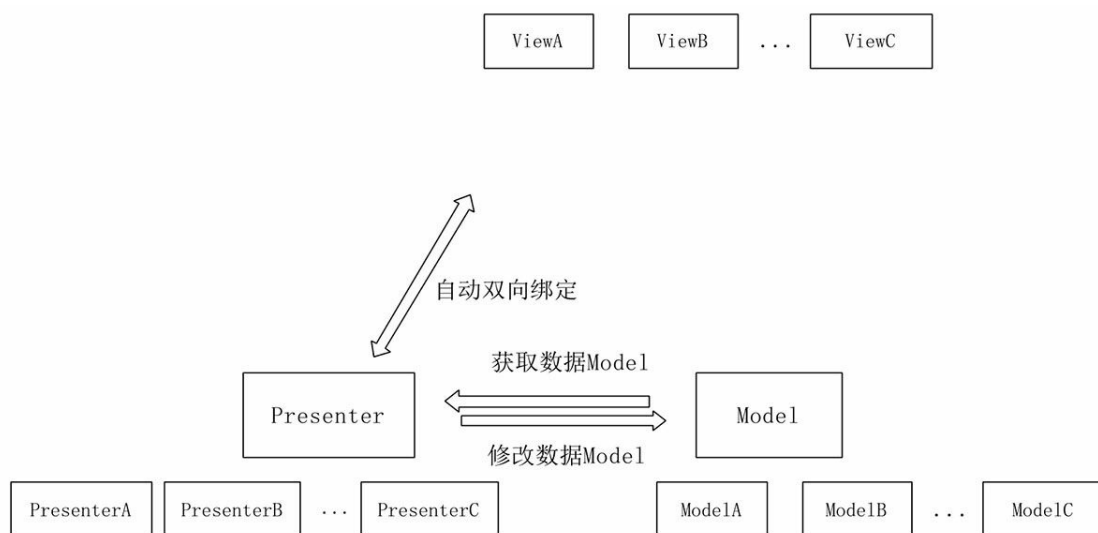 ViewA ViewB ... ViewC
自动双向绑定
获取数据Model
Presenter Model
修改数据Model
PresenterA PresenterB ... PresenterC ModelA ModelB ... ModelC